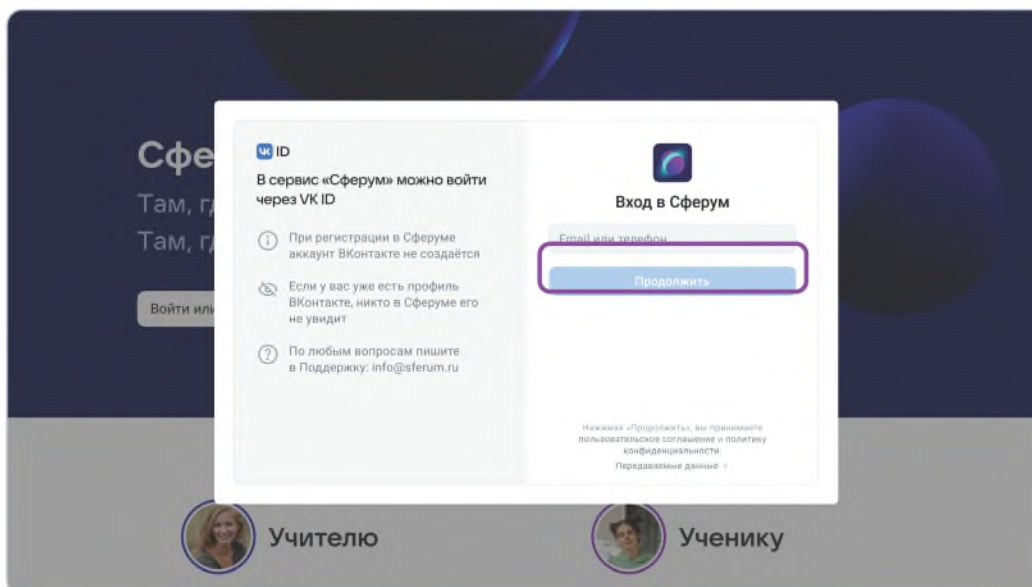 Сфе
Там, гд
Там, гд
Войти или
VK ID
В сервис «Сферум» можно войти
через VK ID
При регистрации в Сферуме
аккаунт ВКонтакте не создаётся
Если у вас уже есть профиль
ВКонтакте, никто в Сферуме его
не увидит
По любым вопросам пишите
в Поддержку: info@sferum.ru
Вход в Сферум
Email или телефон
Продолжить
Нажимая «Продолжить», вы принимаете
пользовательское соглашение и политику
конфиденциальности
Передаваемые данные
Учителю
Ученику